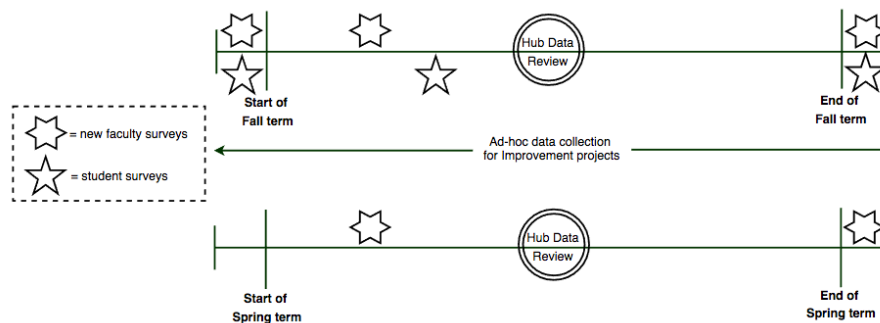 Hub Data
Review
Start of
Fall term
End of
Fall term
= new faculty surveys
= student surveys
Ad-hoc data collection
for Improvement projects
Hub Data
Review
Start of
Spring term
End of
Spring term